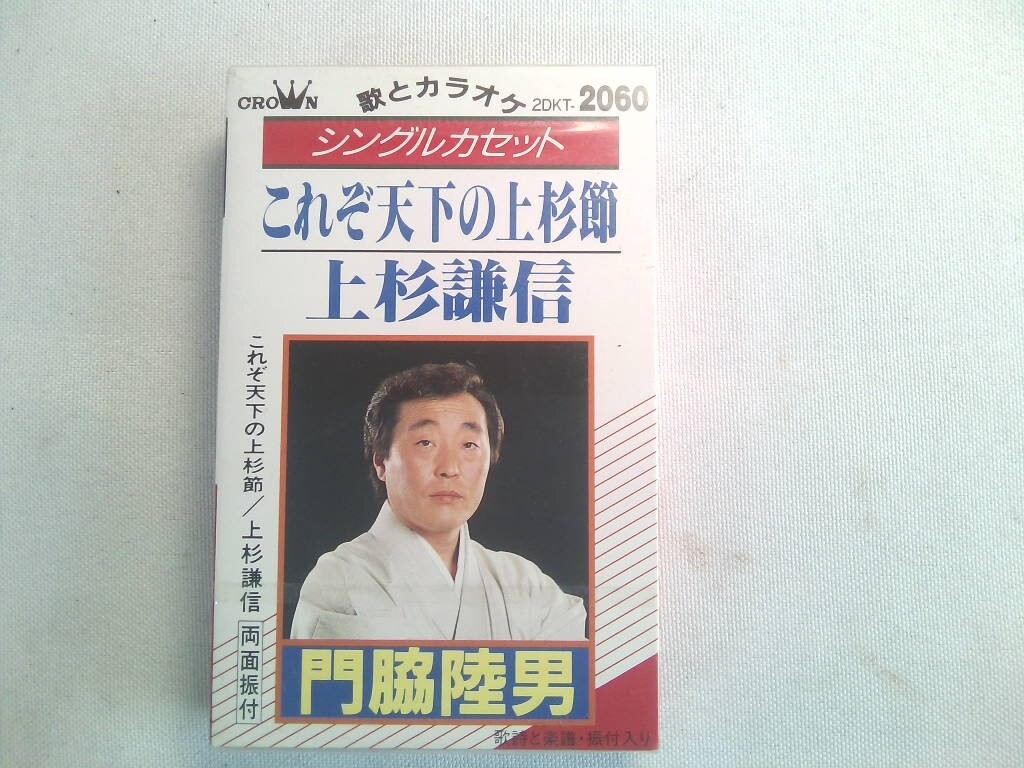 CROWN 歌とカラオケ 2DKT-2060
シングルカセット
これぞ天下の上杉節
上杉謙信
これぞ天下の上杉節/上杉謙信 両面振付
門脇陸男
歌詩と楽譜・振付入り